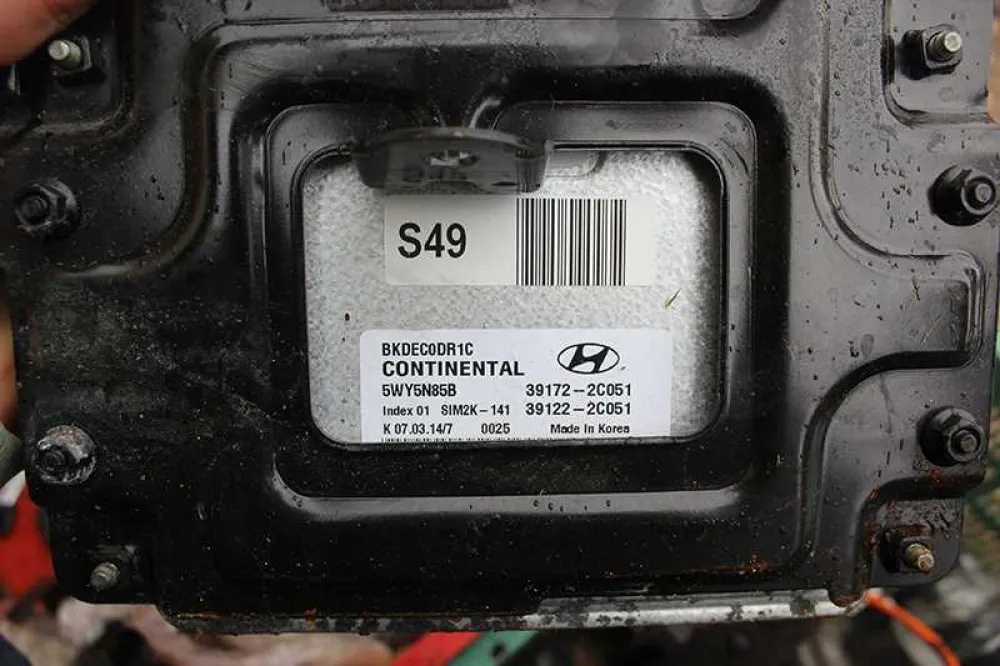 S49
BKDEC0DR1C
CONTINENTAL
5WY5N85B 39172-2C051
Index 01 SIM2K-141 39122-2C051
K 07.03.14/7 0025 Made In Korea